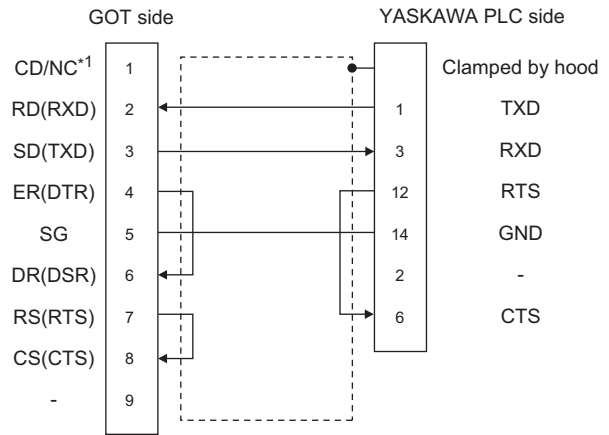 GOT side YASKAWA PLC side
CD/NC*1 1 Clamped by hood
RD(RXD) 2 1 TXD
SD(TXD) 3 3 RXD
ER(DTR) 4 12 RTS
SG 5 14 GND
DR(DSR) 6 2 -
RS(RTS) 7 6 CTS
CS(CTS) 8
- 9